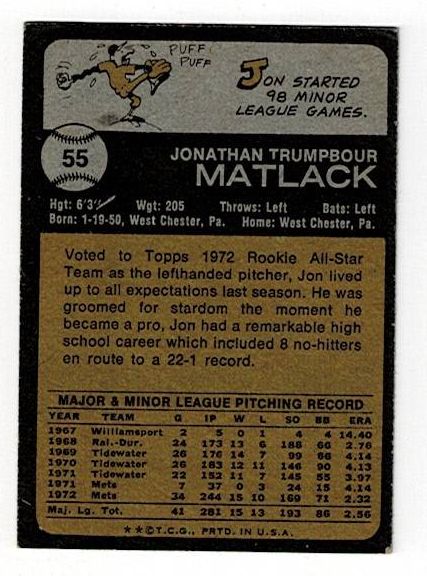 PUFF
PUFF
JON STARTED
98 MINOR
LEAGUE GAMES.
55
JONATHAN TRUMPBOUR
MATLACK
Hgt: 6'3" Wgt: 205 Throws: Left Bats: Left
Born: 1-19-50, West Chester, Pa. Home: West Chester, Pa.
Voted to Topps 1972 Rookie All-Star
Team as the lefthanded pitcher, Jon lived
up to all expectations last season. He was
groomed for stardom the moment he
became a pro, Jon had a remarkable high
school career which included 8 no-hitters
en route to a 22-1 record.
MAJOR & MINOR LEAGUE PITCHING RECORD
YEAR TEAM G IP W L SO BB ERA
1967 Williamsport 2 5 0 1 4 4 14.40
1968 Ral.-Dur. 24 173 13 6 188 66 2.76
1969 Tidewater 26 176 14 7 99 66 4.14
1970 Tidewater 26 183 12 11 146 90 4.13
1971 Tidewater 22 152 11 7 145 55 3.97
1971 Mets 7 37 0 3 24 15 4.14
1972 Mets 34 244 15 10 169 71 2.32
Maj. Lg. Tot. 41 281 15 13 193 86 2.56
**©T.C.G., PRTD. IN U.S.A.